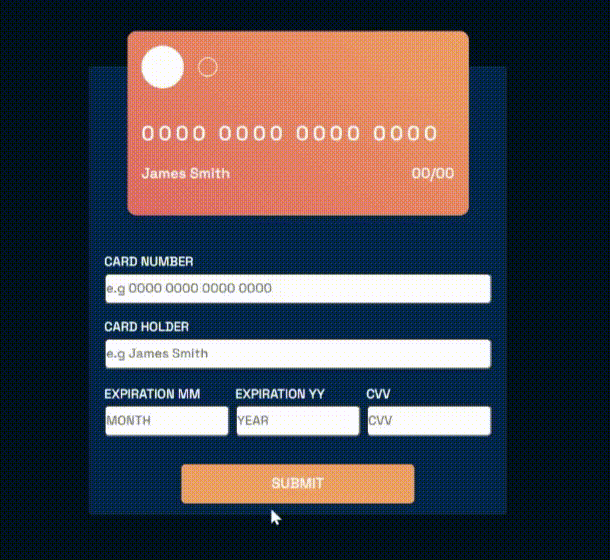 0000 0000 0000 0000
James Smith 00/00
CARD NUMBER
e.g 0000 0000 0000 0000
CARD HOLDER
e.g James Smith
EXPIRATION MM EXPIRATION YY CVV
MONTH YEAR CVV
SUBMIT